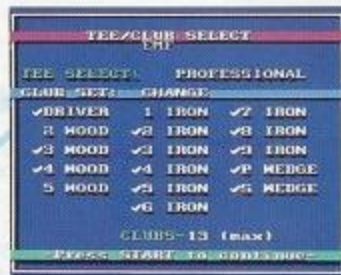 TEE/CLUB SELECT
EMP
TEE SELECT: PROFESSIONAL
CLUB SET: CHANGE
✓DRIVER 1 IRON ✓7 IRON
2 WOOD ✓2 IRON ✓8 IRON
✓3 WOOD ✓3 IRON ✓9 IRON
✓4 WOOD ✓4 IRON ✓P WEDGE
5 WOOD ✓5 IRON ✓S WEDGE
✓6 IRON
CLUBS-13 (max)
-Press START to continue-